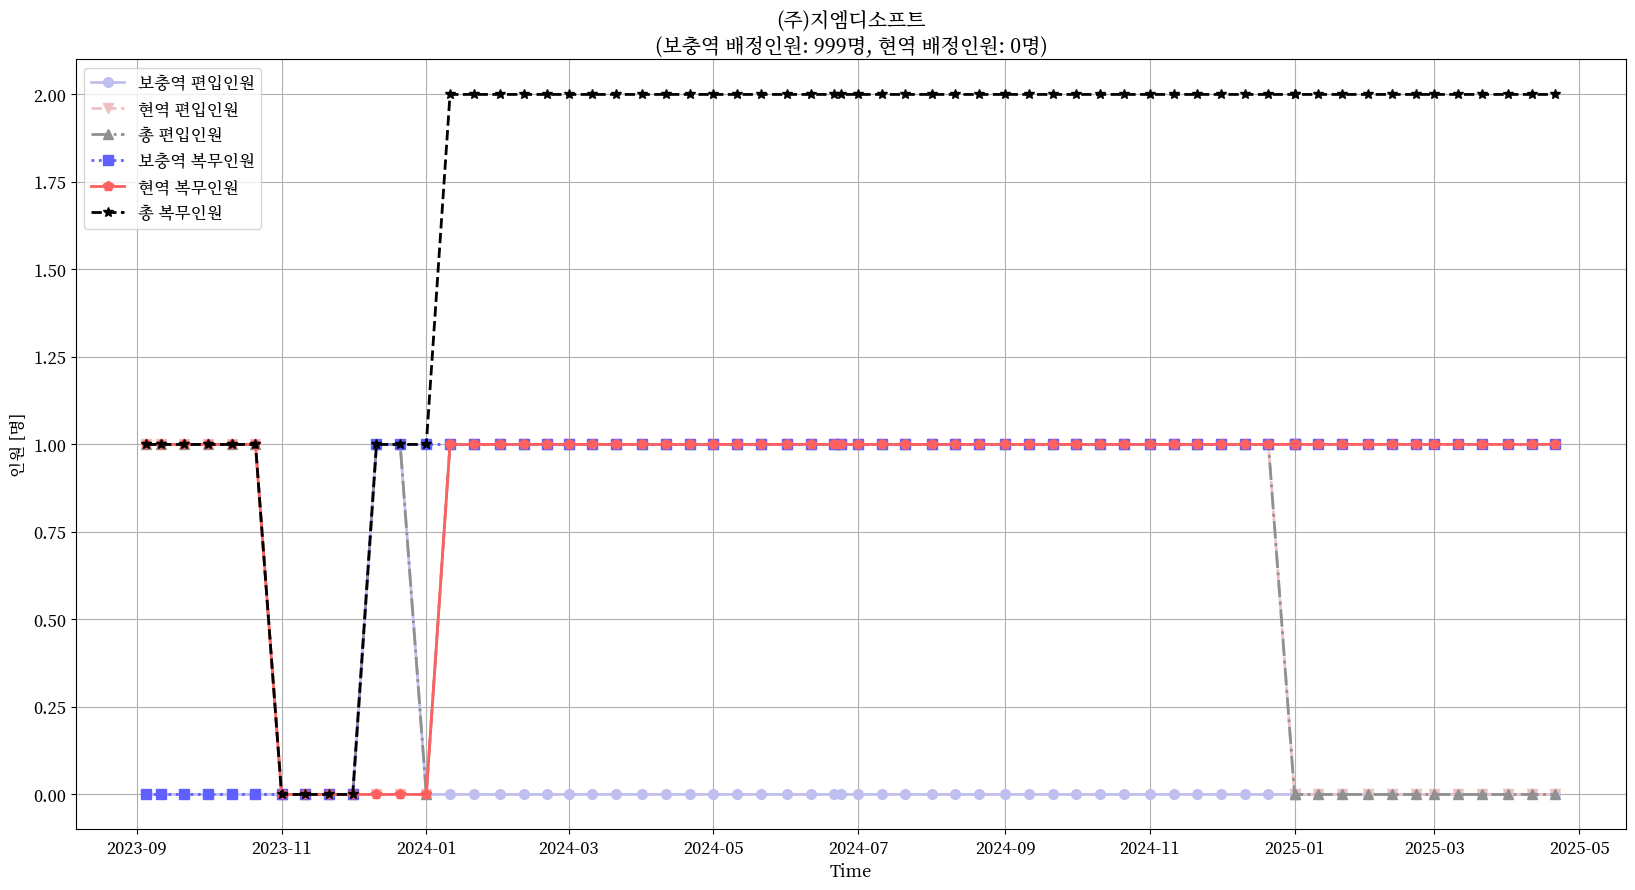 (주)지엠디소프트
(보충역 배정인원: 999명, 현역 배정인원: 0명)
보충역 편입인원
현역 편입인원
총 편입인원
보충역 복무인원
현역 복무인원
총 복무인원
2.00
1.75
1.50
1.25
1.00
0.75
0.50
0.25
0.00
인원 [명]
2023-09 2023-11 2024-01 2024-03 2024-05 2024-07 2024-09 2024-11 2025-01 2025-03 2025-05
Time